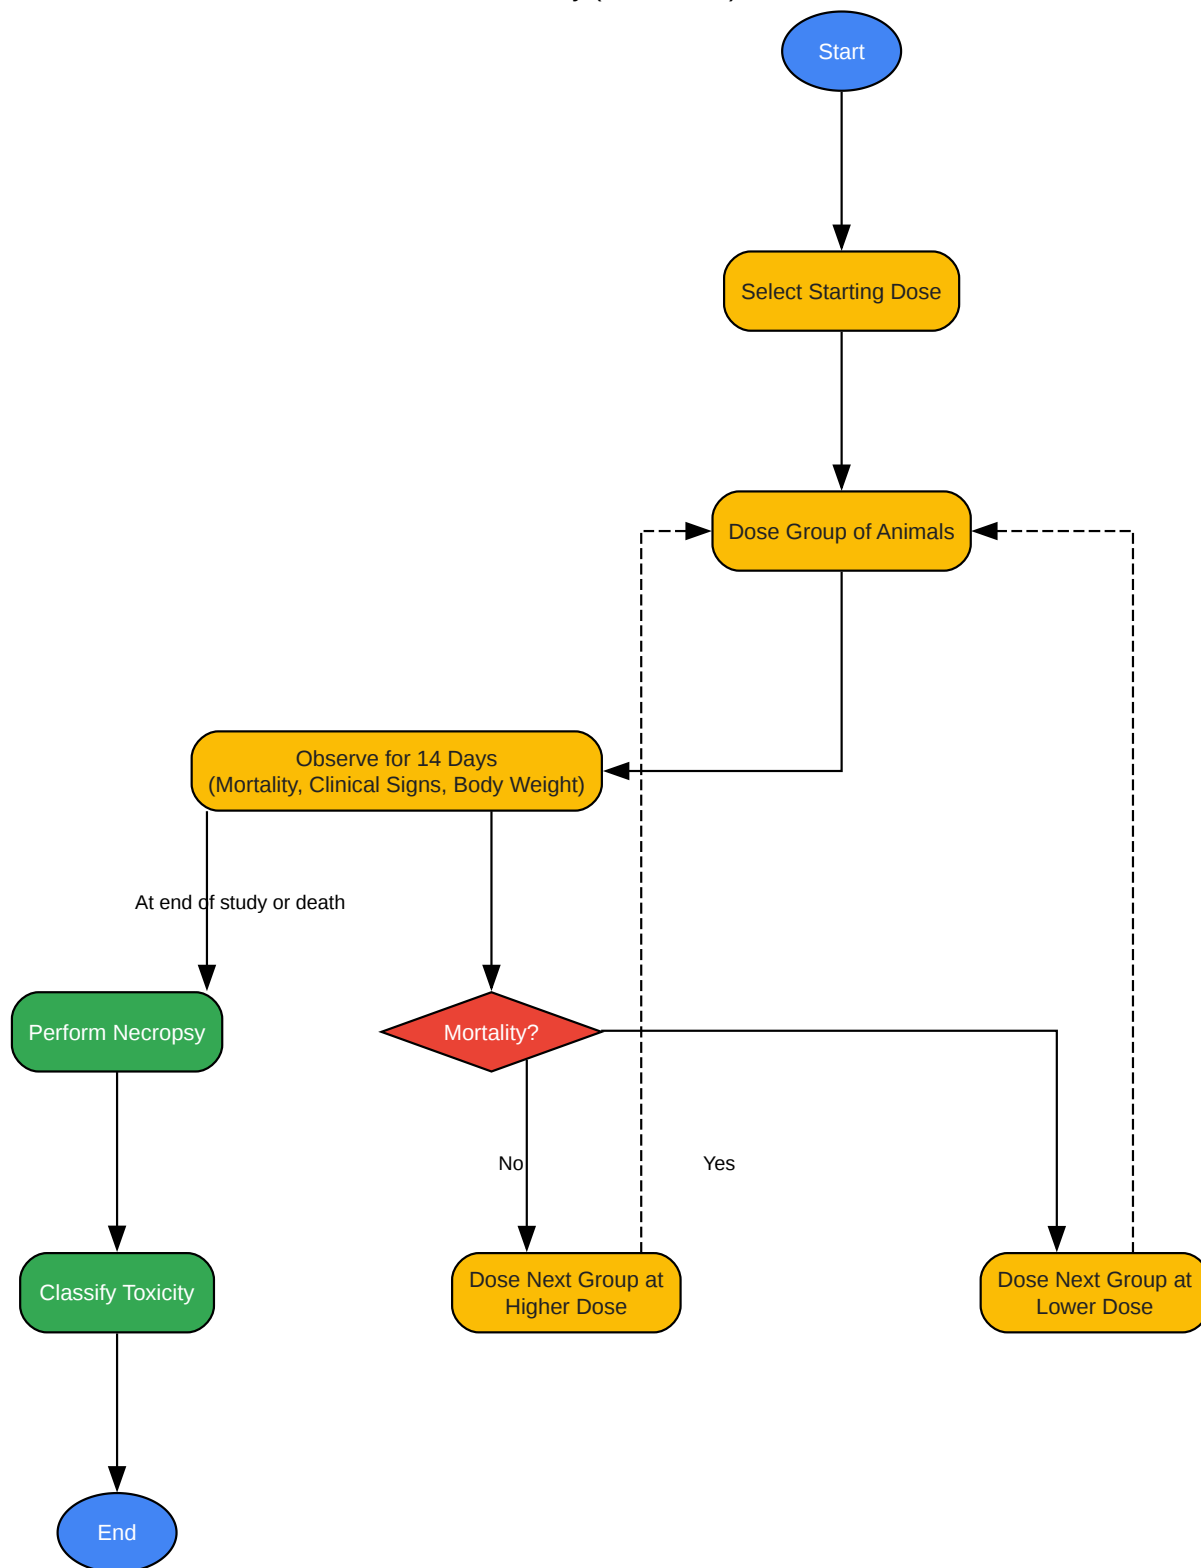 Start
Select Starting Dose
Dose Group of Animals
Observe for 14 Days
(Mortality, Clinical Signs, Body Weight)
At end of study or death
Perform Necropsy
Mortality?
No
Yes
Classify Toxicity
Dose Next Group at
Higher Dose
Dose Next Group at
Lower Dose
End